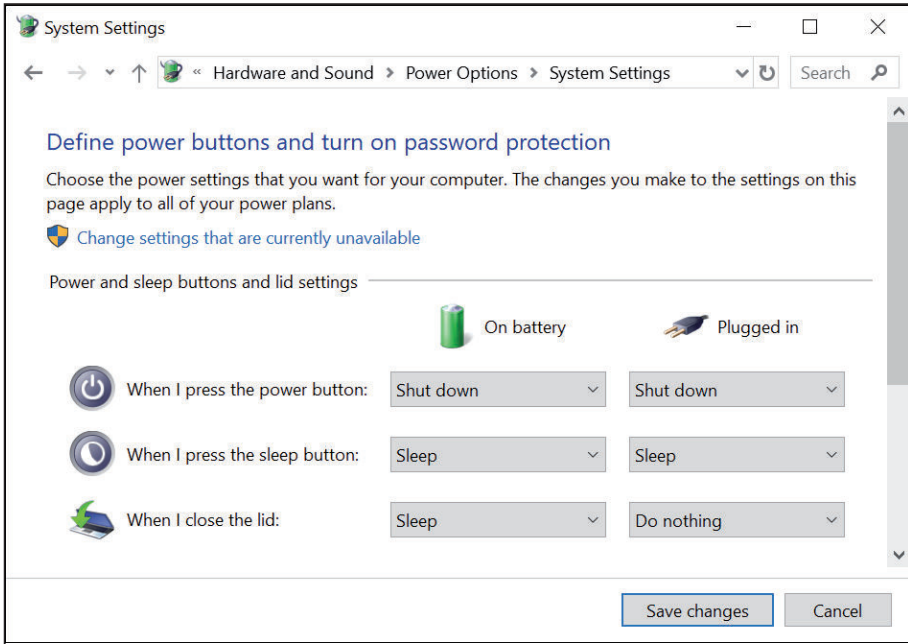 System Settings
« Hardware and Sound > Power Options > System Settings Search
Define power buttons and turn on password protection
Choose the power settings that you want for your computer. The changes you make to the settings on this
page apply to all of your power plans.
Change settings that are currently unavailable
Power and sleep buttons and lid settings
On battery Plugged in
When I press the power button: Shut down Shut down
When I press the sleep button: Sleep Sleep
When I close the lid: Sleep Do nothing
Save changes Cancel